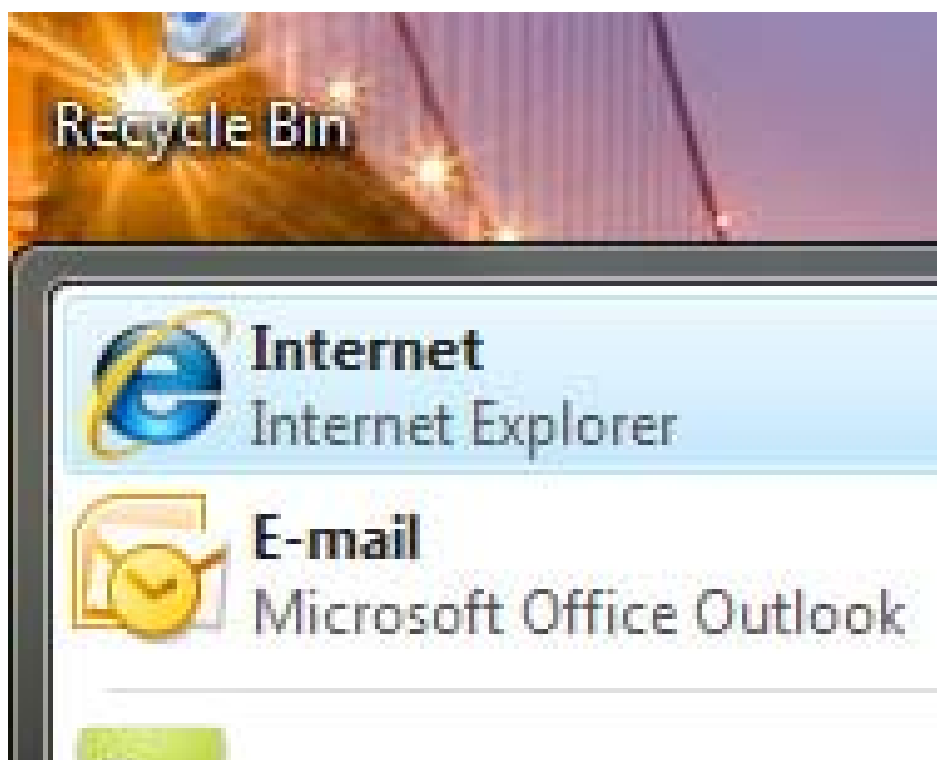 Recycle Bin
Internet
Internet Explorer
E-mail
Microsoft Office Outlook